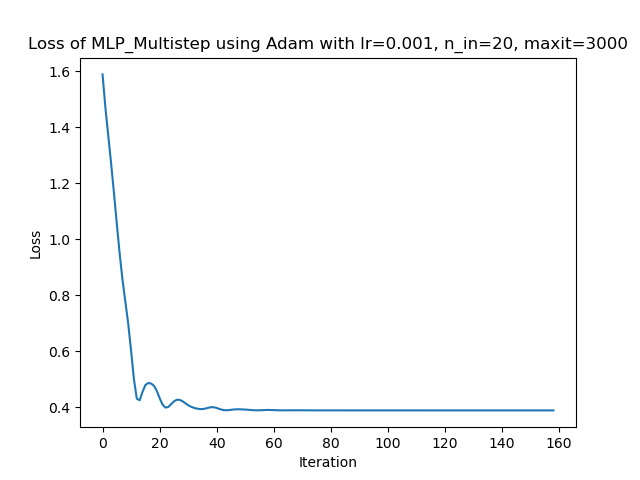 Loss of MLP_Multistep using Adam with lr=0.001, n_in=20, maxit=3000
1.6
1.4
1.2
1.0
0.8
0.6
0.4
Loss
0 20 40 60 80 100 120 140 160
Iteration